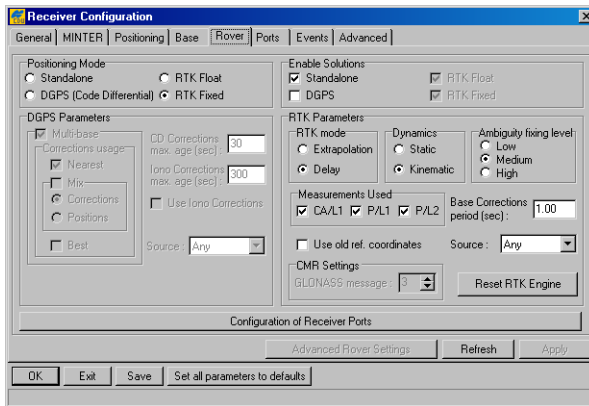 Receiver Configuration
General MINTER Positioning Base Rover Ports Events Advanced
Positioning Mode
Standalone RTK Float
DGPS (Code Differential) RTK Fixed
Enable Solutions
Standalone RTK Float
DGPS RTK Fixed
DGPS Parameters
Multi-base
Corrections usage
Nearest
Mix
Corrections
Positions
Best
CD Corrections
max. age (sec): 30
Iono Corrections
max. age (sec): 300
Use Iono Corrections
Source : Any
RTK Parameters
RTK mode
Extrapolation
Delay
Dynamics
Static
Kinematic
Ambiguity fixing level
Low
Medium
High
Measurements Used
CA/L1 P/L1 P/L2
Base Corrections
period (sec) : 1.00
Use old ref. coordinates
Source : Any
CMR Settings
GLONASS message : 3
Reset RTK Engine
Configuration of Receiver Ports
Advanced Rover Settings Refresh Apply
OK Exit Save Set all parameters to defaults